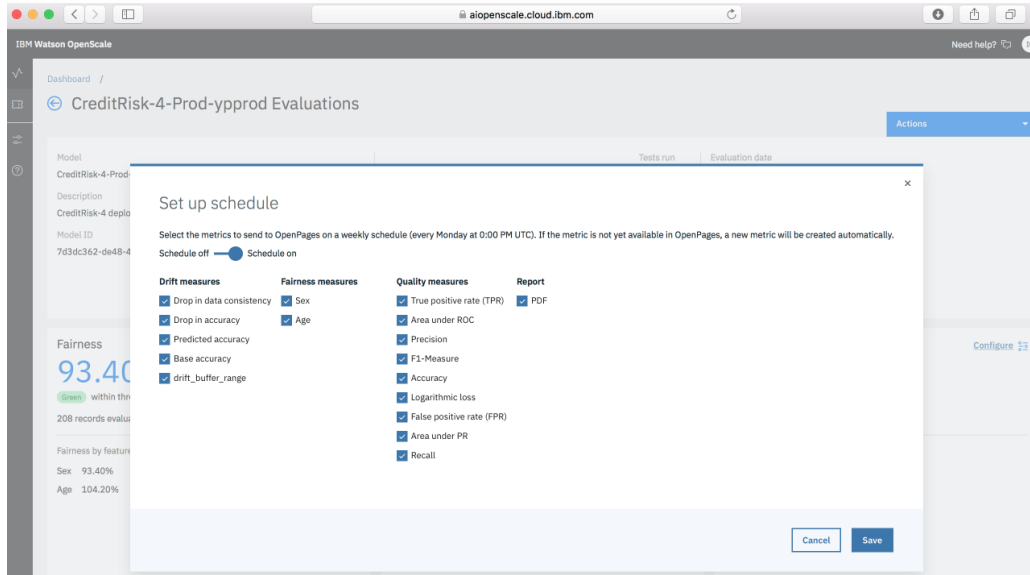 aiopenscale.cloud.ibm.com
IBM Watson OpenScale
Need help?
Dashboard /
CreditRisk-4-Prod-ypprod Evaluations
Actions
Model
Tests run
Evaluation date
CreditRisk-4-Prod-
Description
CreditRisk-4 deplo
Model ID
7d3dc362-de48-4
Set up schedule
Select the metrics to send to OpenPages on a weekly schedule (every Monday at 0:00 PM UTC). If the metric is not yet available in OpenPages, a new metric will be created automatically.
Schedule off
Schedule on
Drift measures
Drop in data consistency
Drop in accuracy
Predicted accuracy
Base accuracy
drift_buffer_range
Fairness measures
Sex
Age
Quality measures
True positive rate (TPR)
Area under ROC
Precision
F1-Measure
Accuracy
Logarithmic loss
False positive rate (FPR)
Area under PR
Recall
Report
PDF
Cancel
Save
Fairness
93.40
Green within thr
208 records evalua
Fairness by feature
Sex 93.40%
Age 104.20%
Configure